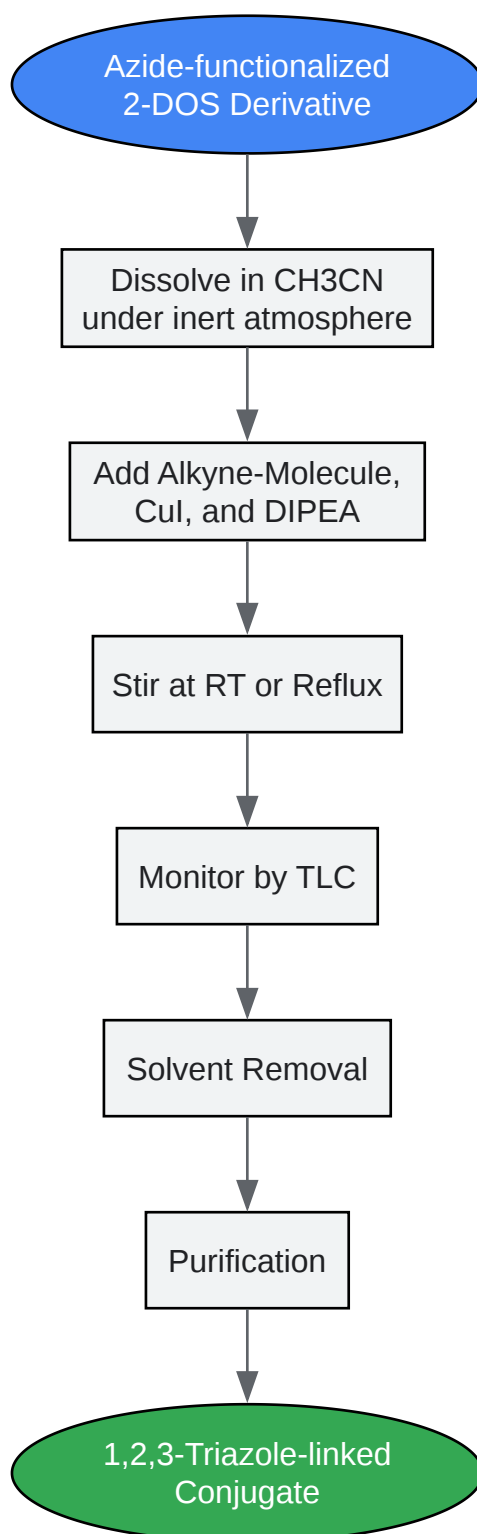 Azide-functionalized
2-DOS Derivative
Dissolve in CH3CN
under inert atmosphere
Add Alkyne-Molecule,
CuI, and DIPEA
Stir at RT or Reflux
Monitor by TLC
Solvent Removal
Purification
1,2,3-Triazole-linked
Conjugate